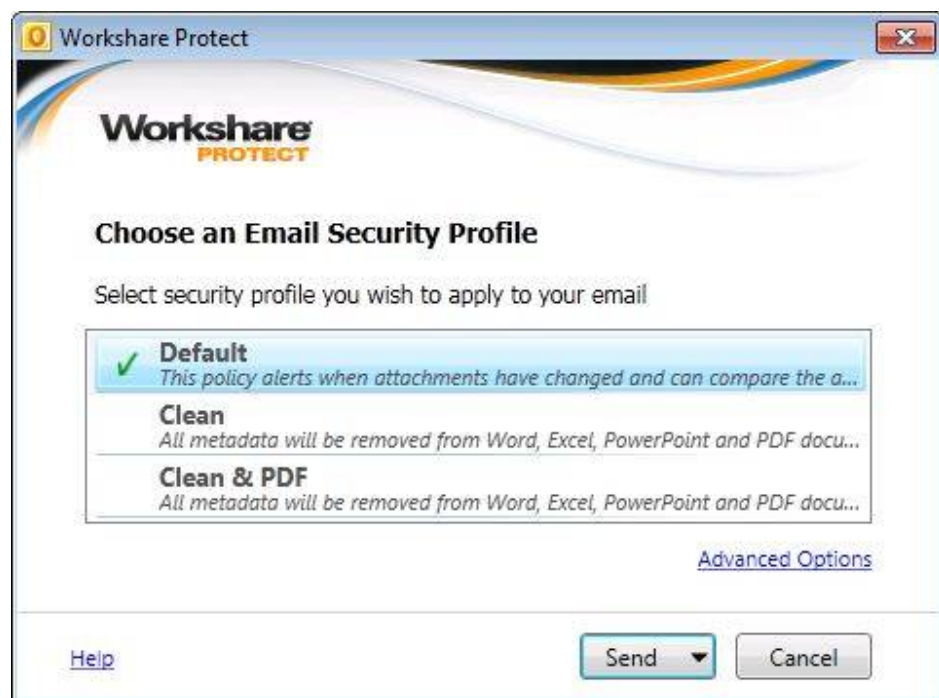 Workshare Protect
Workshare
PROTECT
Choose an Email Security Profile
Select security profile you wish to apply to your email
Default
This policy alerts when attachments have changed and can compare the a...
Clean
All metadata will be removed from Word, Excel, PowerPoint and PDF docu...
Clean & PDF
All metadata will be removed from Word, Excel, PowerPoint and PDF docu...
Advanced Options
Help
Send
Cancel